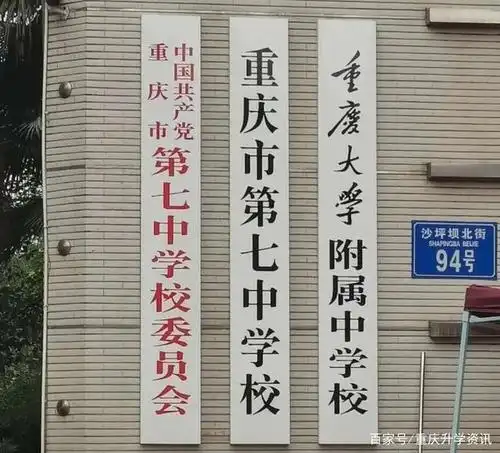 中国共产党
重庆市
第七中学校委员会
重庆市第七中学校
重庆大学附属中学校
沙坪坝北街
SHAPINGBA BEIJIE
94号
百家号/重庆升学资讯